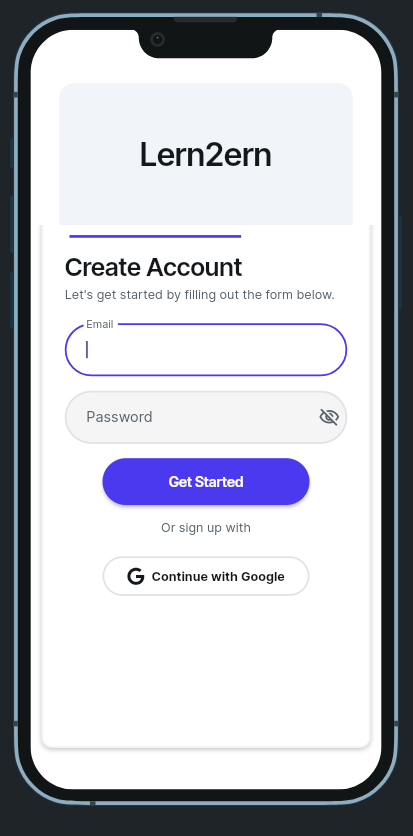 Lern2ern
Create Account
Let's get started by filling out the form below.
Email
Password
Get Started
Or sign up with
Continue with Google